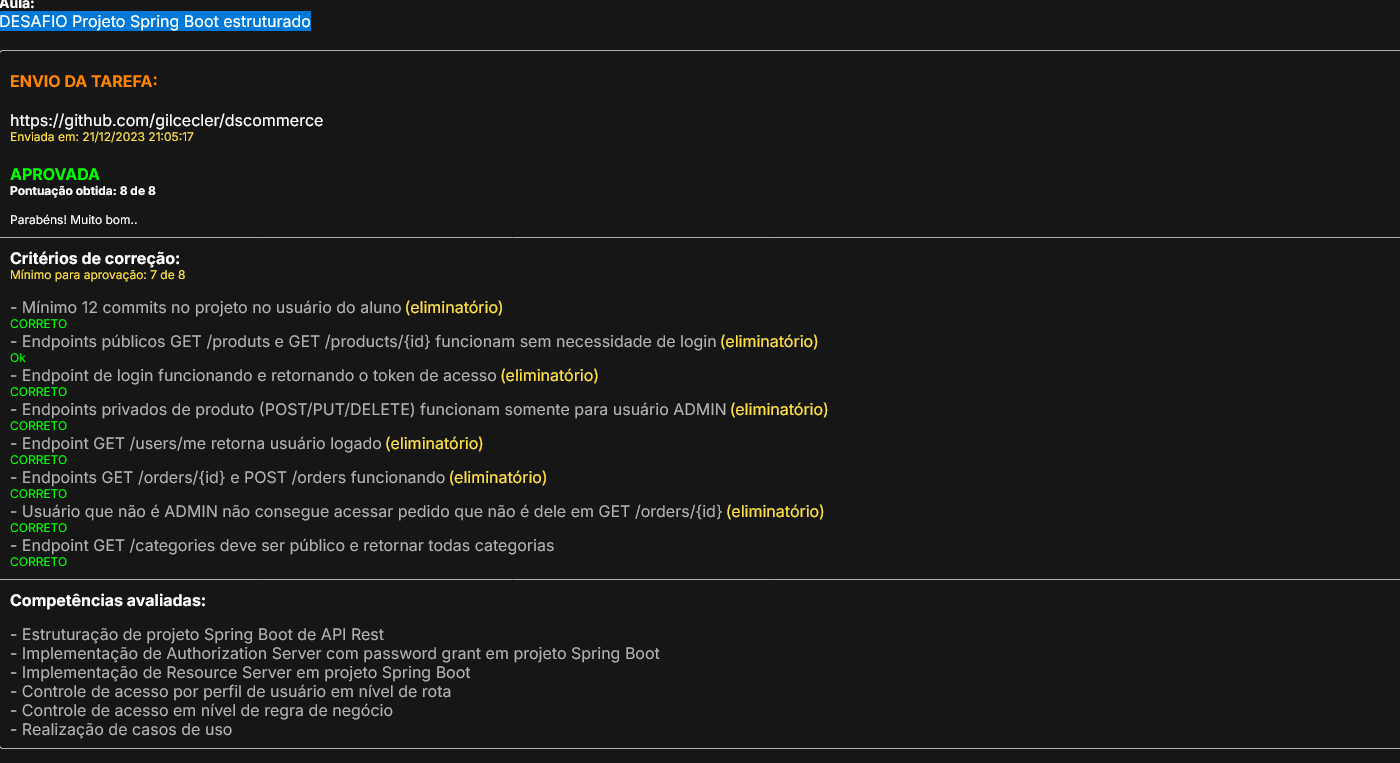 Aula:
DESAFIO Projeto Spring Boot estruturado
ENVIO DA TAREFA:
https://github.com/gilcecler/dscommerce
Enviada em: 21/12/2023 21:05:17
APROVADA
Pontuação obtida: 8 de 8
Parabéns! Muito bom..
Critérios de correção:
Mínimo para aprovação: 7 de 8
- Mínimo 12 commits no projeto no usuário do aluno (eliminatório)
CORRETO
- Endpoints públicos GET /produts e GET /products/{id} funcionam sem necessidade de login (eliminatório)
Ok
- Endpoint de login funcionando e retornando o token de acesso (eliminatório)
CORRETO
- Endpoints privados de produto (POST/PUT/DELETE) funcionam somente para usuário ADMIN (eliminatório)
CORRETO
- Endpoint GET /users/me retorna usuário logado (eliminatório)
CORRETO
- Endpoints GET /orders/{id} e POST /orders funcionando (eliminatório)
CORRETO
- Usuário que não é ADMIN não consegue acessar pedido que não é dele em GET /orders/{id} (eliminatório)
CORRETO
- Endpoint GET /categories deve ser público e retornar todas categorias
CORRETO
Competências avaliadas:
- Estruturação de projeto Spring Boot de API Rest
- Implementação de Authorization Server com password grant em projeto Spring Boot
- Implementação de Resource Server em projeto Spring Boot
- Controle de acesso por perfil de usuário em nível de rota
- Controle de acesso em nível de regra de negócio
- Realização de casos de uso